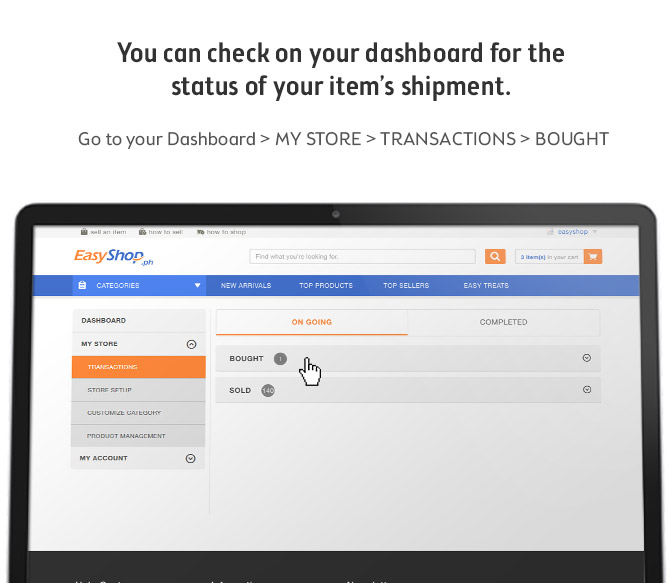 You can check on your dashboard for the
status of your item's shipment.
Go to your Dashboard > MY STORE > TRANSACTIONS > BOUGHT
sell an item how to sell how to shop easyshop
EasyShop.ph
Find what you're looking for.
3 item(s) in your cart
CATEGORIES NEW ARRIVALS TOP PRODUCTS TOP SELLERS EASY TREATS
DASHBOARD
MY STORE
TRANSACTIONS
STORE SETUP
CUSTOMIZE CATEGORY
PRODUCT MANAGEMENT
MY ACCOUNT
ON GOING COMPLETED
BOUGHT 1
SOLD 140